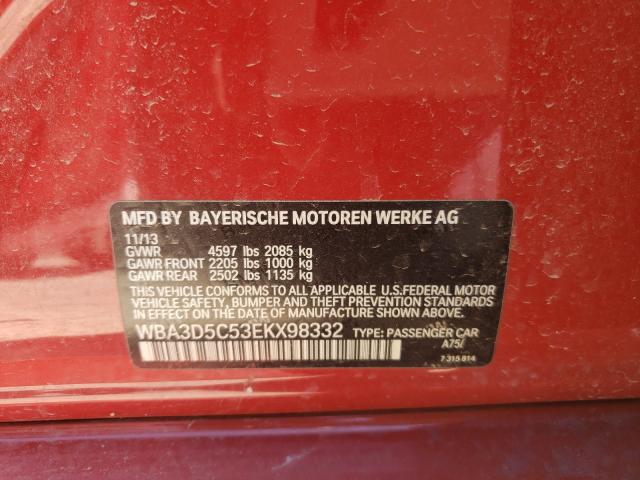 MFD BY BAYERISCHE MOTOREN WERKE AG
11/13
GVWR 4597 lbs 2085 kg
GAWR FRONT 2205 lbs 1000 kg
GAWR REAR 2502 lbs 1135 kg
THIS VEHICLE CONFORMS TO ALL APPLICABLE U.S.FEDERAL MOTOR
VEHICLE SAFETY, BUMPER AND THEFT PREVENTION STANDARDS
IN EFFECT ON THE DATE OF MANUFACTURE SHOWN ABOVE.
WBA3D5C53EKX98332 TYPE: PASSENGER CAR
A75/
7 315 814